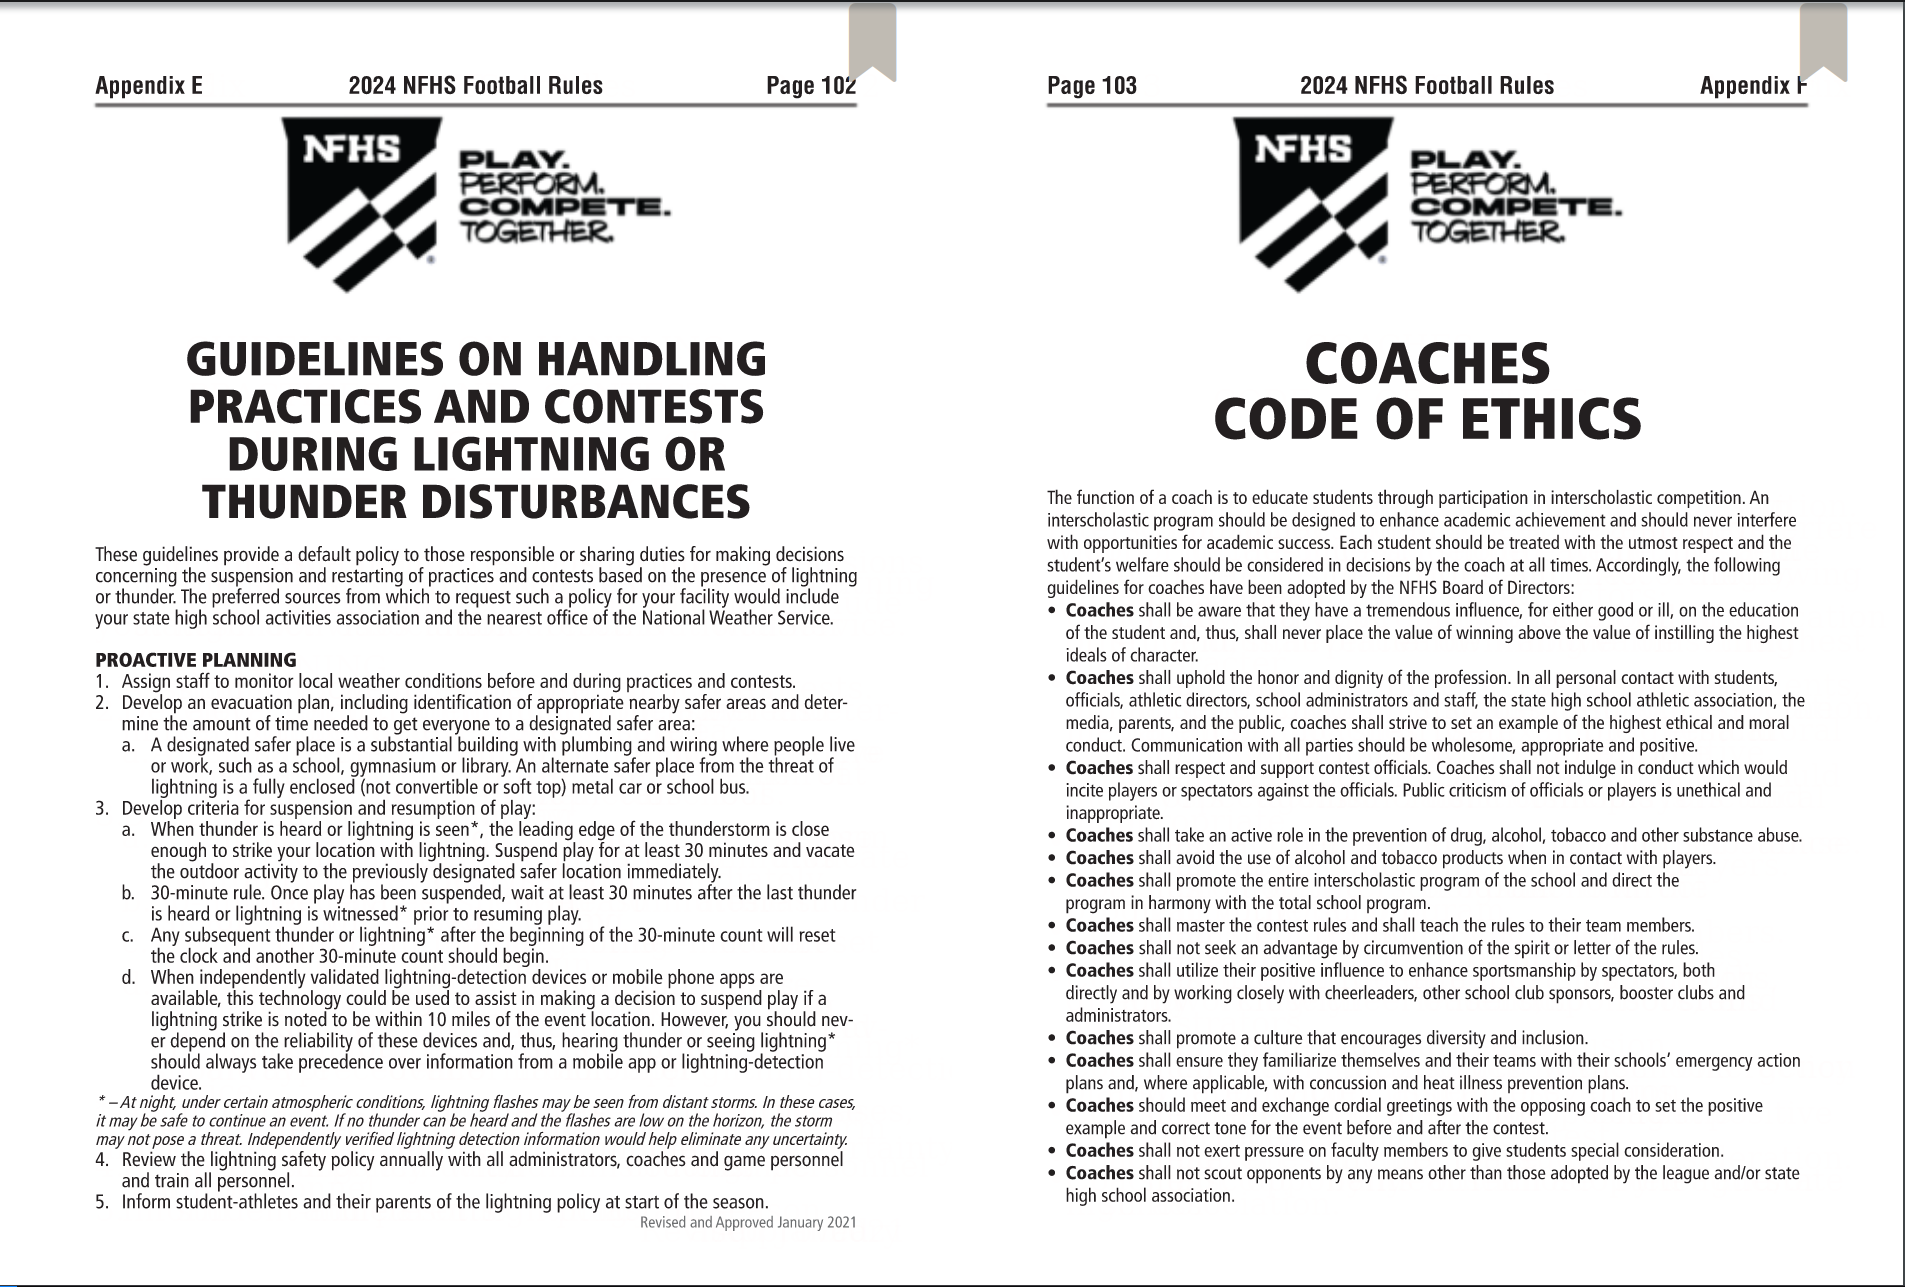 Appendix E 2024 NFHS Football Rules Page 102
NFHS
PLAY.
PERFORM.
COMPETE.
TOGETHER.
GUIDELINES ON HANDLING
PRACTICES AND CONTESTS
DURING LIGHTNING OR
THUNDER DISTURBANCES
These guidelines provide a default policy to those responsible or sharing duties for making decisions
concerning the suspension and restarting of practices and contests based on the presence of lightning
or thunder. The preferred sources from which to request such a policy for your facility would include
your state high school activities association and the nearest office of the National Weather Service.
PROACTIVE PLANNING
1. Assign staff to monitor local weather conditions before and during practices and contests.
2. Develop an evacuation plan, including identification of appropriate nearby safer areas and deter-
mine the amount of time needed to get everyone to a designated safer area:
a. A designated safer place is a substantial building with plumbing and wiring where people live
or work, such as a school, gymnasium or library. An alternate safer place from the threat of
lightning is a fully enclosed (not convertible or soft top) metal car or school bus.
3. Develop criteria for suspension and resumption of play:
a. When thunder is heard or lightning is seen*, the leading edge of the thunderstorm is close
enough to strike your location with lightning. Suspend play for at least 30 minutes and vacate
the outdoor activity to the previously designated safer location immediately.
b. 30-minute rule. Once play has been suspended, wait at least 30 minutes after the last thunder
is heard or lightning is witnessed* prior to resuming play.
c. Any subsequent thunder or lightning* after the beginning of the 30-minute count will reset
the clock and another 30-minute count should begin.
d. When independently validated lightning-detection devices or mobile phone apps are
available, this technology could be used to assist in making a decision to suspend play if a
lightning strike is noted to be within 10 miles of the event location. However, you should nev-
er depend on the reliability of these devices and, thus, hearing thunder or seeing lightning*
should always take precedence over information from a mobile app or lightning-detection
device.
* – At night, under certain atmospheric conditions, lightning flashes may be seen from distant storms. In these cases,
it may be safe to continue an event. If no thunder can be heard and the flashes are low on the horizon, the storm
may not pose a threat. Independently verified lightning detection information would help eliminate any uncertainty.
4. Review the lightning safety policy annually with all administrators, coaches and game personnel
and train all personnel.
5. Inform student-athletes and their parents of the lightning policy at start of the season.
Revised and Approved January 2021
Page 103 2024 NFHS Football Rules Appendix F
NFHS
PLAY.
PERFORM.
COMPETE.
TOGETHER.
COACHES
CODE OF ETHICS
The function of a coach is to educate students through participation in interscholastic competition. An
interscholastic program should be designed to enhance academic achievement and should never interfere
with opportunities for academic success. Each student should be treated with the utmost respect and the
student’s welfare should be considered in decisions by the coach at all times. Accordingly, the following
guidelines for coaches have been adopted by the NFHS Board of Directors:
• Coaches shall be aware that they have a tremendous influence, for either good or ill, on the education
of the student and, thus, shall never place the value of winning above the value of instilling the highest
ideals of character.
• Coaches shall uphold the honor and dignity of the profession. In all personal contact with students,
officials, athletic directors, school administrators and staff, the state high school athletic association, the
media, parents, and the public, coaches shall strive to set an example of the highest ethical and moral
conduct. Communication with all parties should be wholesome, appropriate and positive.
• Coaches shall respect and support contest officials. Coaches shall not indulge in conduct which would
incite players or spectators against the officials. Public criticism of officials or players is unethical and
inappropriate.
• Coaches shall take an active role in the prevention of drug, alcohol, tobacco and other substance abuse.
• Coaches shall avoid the use of alcohol and tobacco products when in contact with players.
• Coaches shall promote the entire interscholastic program of the school and direct the
program in harmony with the total school program.
• Coaches shall master the contest rules and shall teach the rules to their team members.
• Coaches shall not seek an advantage by circumvention of the spirit or letter of the rules.
• Coaches shall utilize their positive influence to enhance sportsmanship by spectators, both
directly and by working closely with cheerleaders, other school club sponsors, booster clubs and
administrators.
• Coaches shall promote a culture that encourages diversity and inclusion.
• Coaches shall ensure they familiarize themselves and their teams with their schools’ emergency action
plans and, where applicable, with concussion and heat illness prevention plans.
• Coaches should meet and exchange cordial greetings with the opposing coach to set the positive
example and correct tone for the event before and after the contest.
• Coaches shall not exert pressure on faculty members to give students special consideration.
• Coaches shall not scout opponents by any means other than those adopted by the league and/or state
high school association.